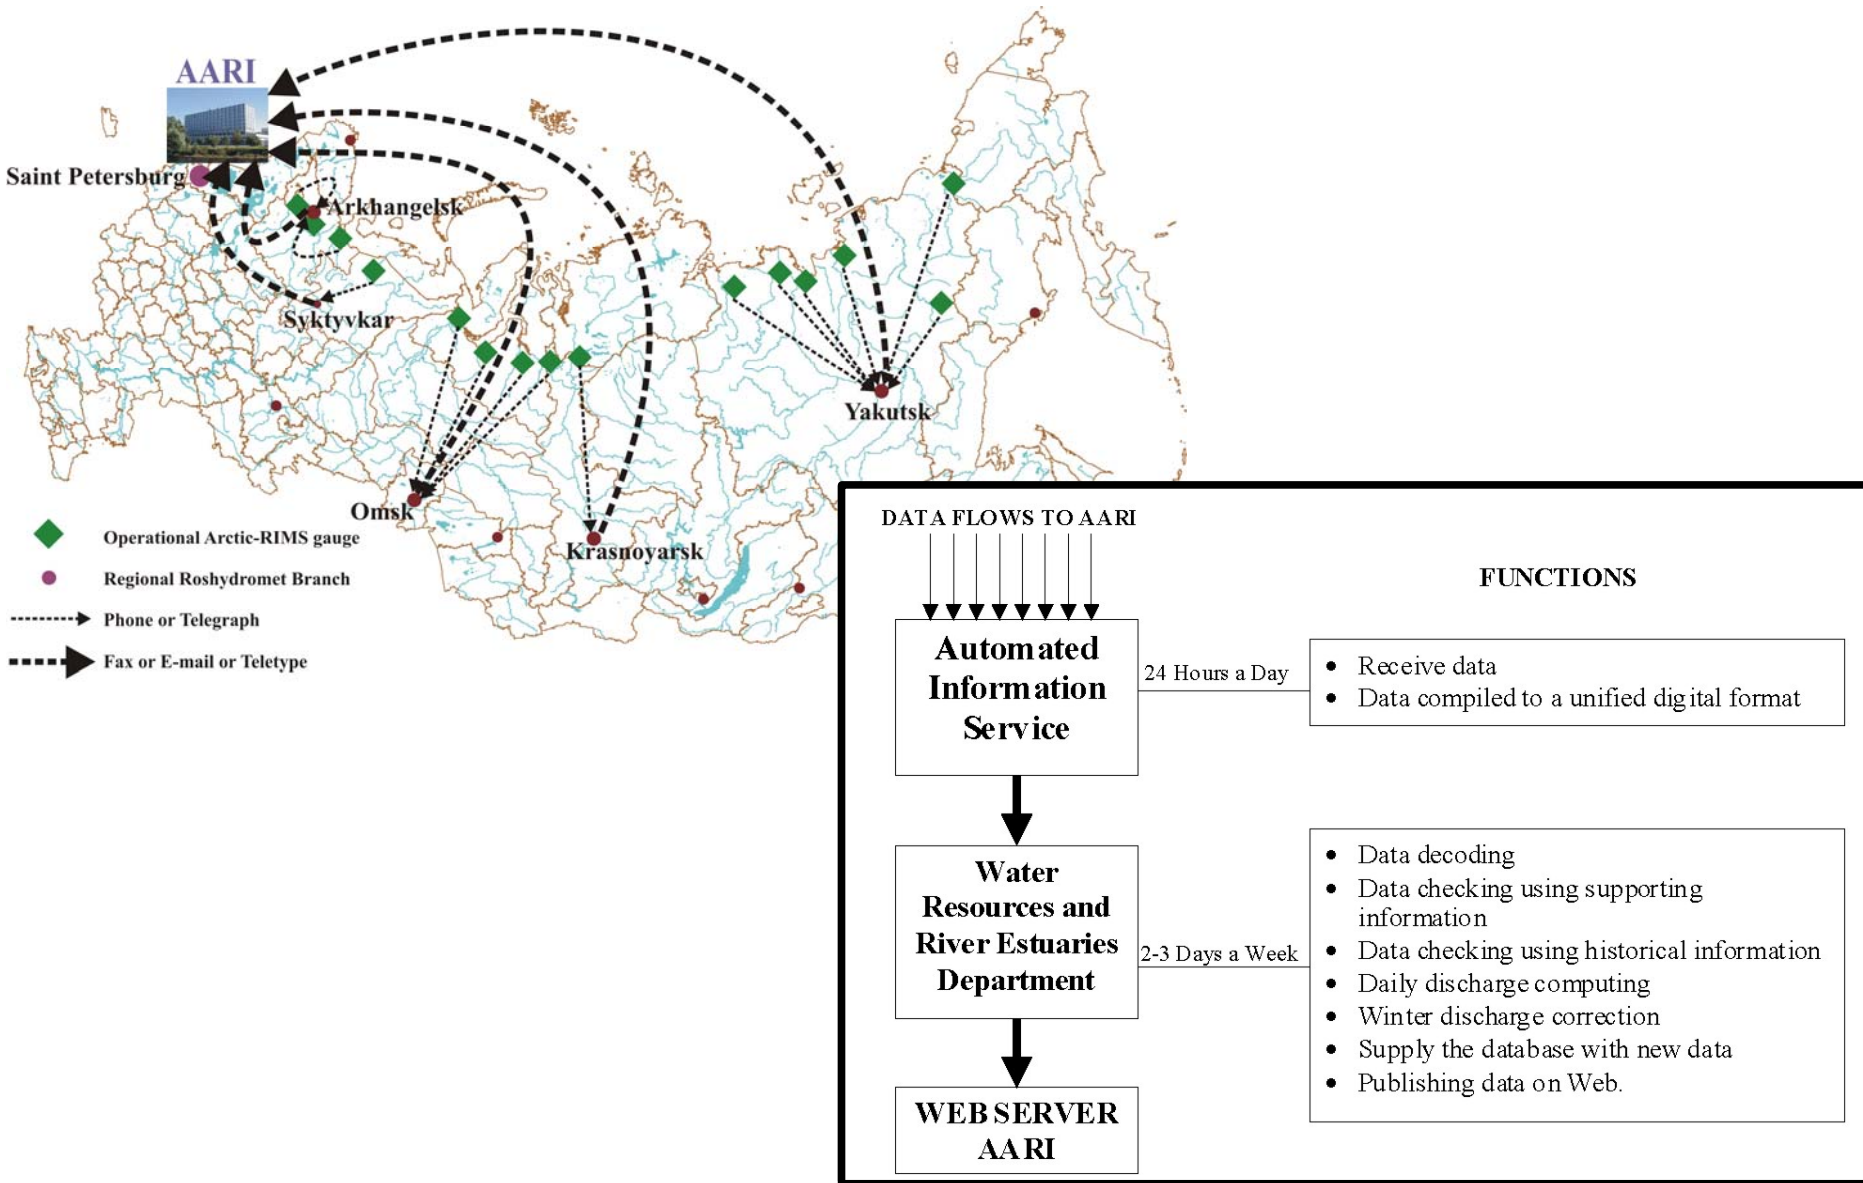 AARI
Saint Petersburg
Arkhangelsk
Syktyvkar
Yakutsk
Omsk
Krasnoyarsk
Operational Arctic-RIMS gauge
Regional Roshydromet Branch
Phone or Telegraph
Fax or E-mail or Teletype
DATA FLOWS TO AARI
FUNCTIONS
Automated
Information
Service
24 Hours a Day
• Receive data
• Data compiled to a unified digital format
Water
Resources and
River Estuaries
Department
2-3 Days a Week
• Data decoding
• Data checking using supporting
information
• Data checking using historical information
• Daily discharge computing
• Winter discharge correction
• Supply the database with new data
• Publishing data on Web.
WEB SERVER
AARI